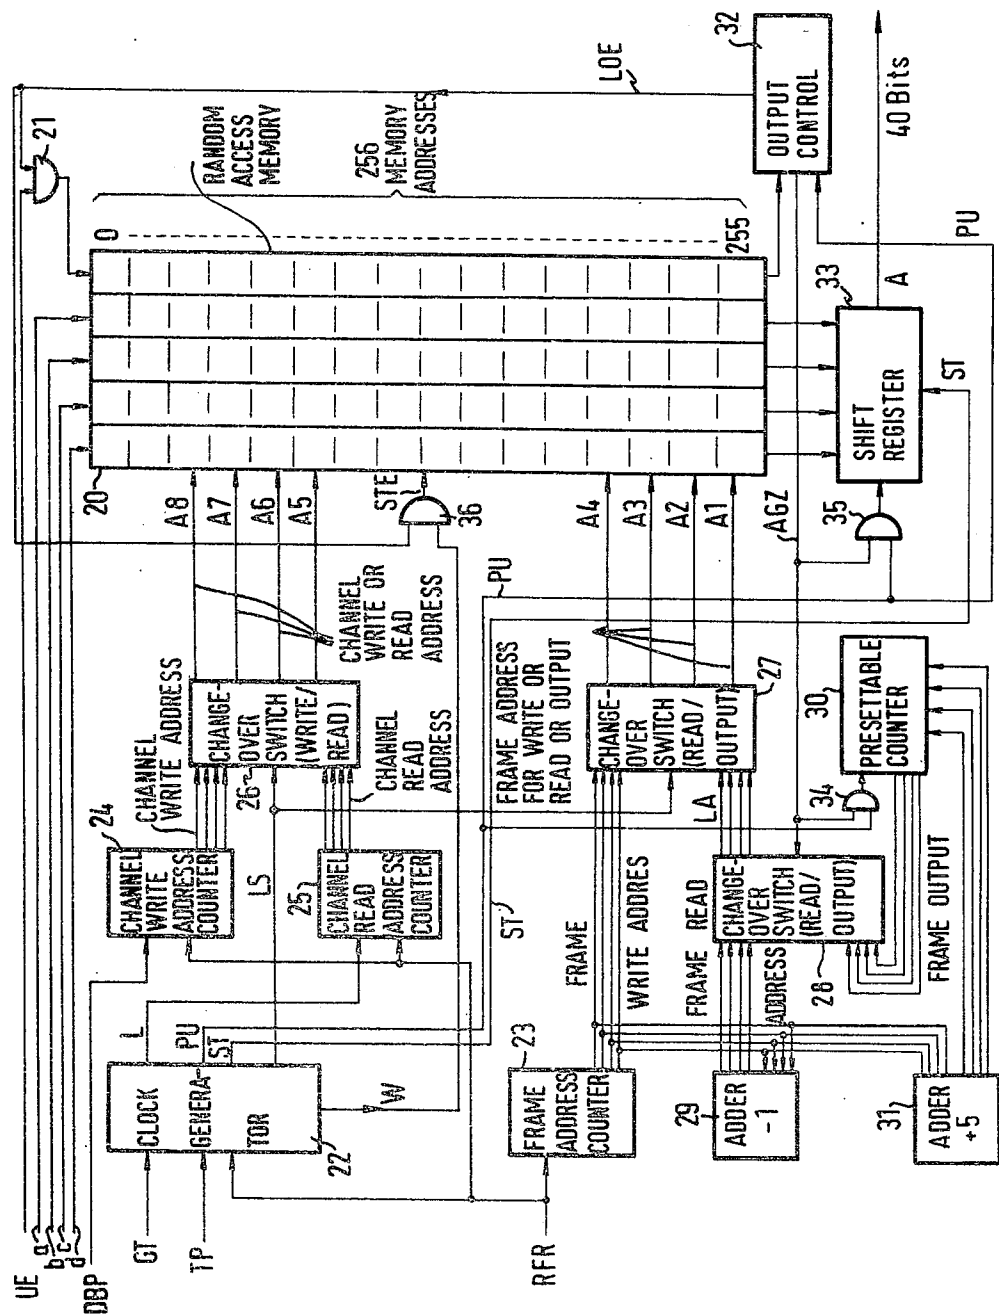 UE
a
b
c
d
DBP
GT
TP
RFR
CLOCK
GENERA-
TOR
22
L
PU
ST
W
LS
24
CHANNEL
WRITE
ADDRESS
COUNTER
CHANNEL
WRITE ADDRESS
25
CHANNEL
READ
ADDRESS
COUNTER
26
CHANGE-
OVER
SWITCH
(WRITE/
READ)
CHANNEL
READ
ADDRESS
CHANNEL
WRITE OR
READ
ADDRESS
20
A8
A7
A6
A5
STE
36
A4
A3
A2
A1
21
0
255
RANDOM
ACCESS
MEMORY
256
MEMORY
ADDRESSES
LOE
32
OUTPUT
CONTROL
23
FRAME
ADDRESS
COUNTER
FRAME
WRITE ADDRES
FRAME ADDRESS
FOR WRITE OR
READ OR OUTPUT
ST
PU
27
CHANGE-
OVER
SWITCH
(READ/
OUTPUT)
LA
29
ADDER
-1
FRAME READ
ADDRESS
28
CHANGE-
OVER
SWITCH
(READ/
OUTPUT)
34
30
PRESETTABLE
COUNTER
FRAME OUTPUT
31
ADDER
+5
AGZ
35
33
SHIFT
REGISTER
ST
A
40 Bits
PU